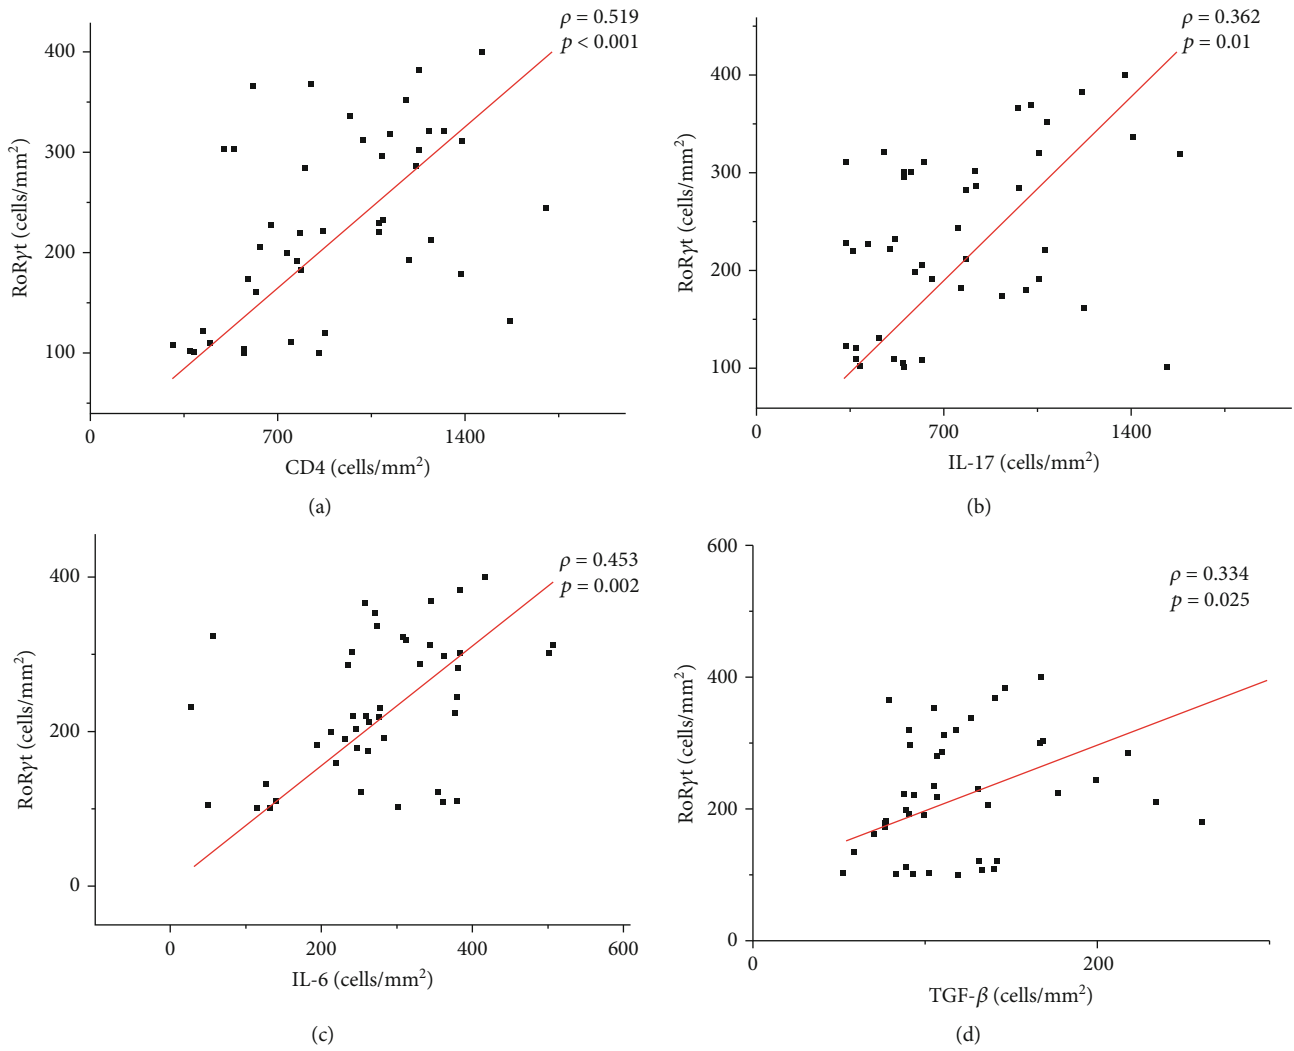 ρ = 0.519
p < 0.001
400
300
200
100
RoRγt (cells/mm²)
0
700
1400
CD4 (cells/mm²)
(a)
ρ = 0.362
p = 0.01
400
300
200
100
RoRγt (cells/mm²)
0
700
1400
IL-17 (cells/mm²)
(b)
ρ = 0.453
p = 0.002
400
200
0
RoRγt (cells/mm²)
0
200
400
600
IL-6 (cells/mm²)
(c)
ρ = 0.334
p = 0.025
600
400
200
0
RoRγt (cells/mm²)
0
200
TGF-β (cells/mm²)
(d)